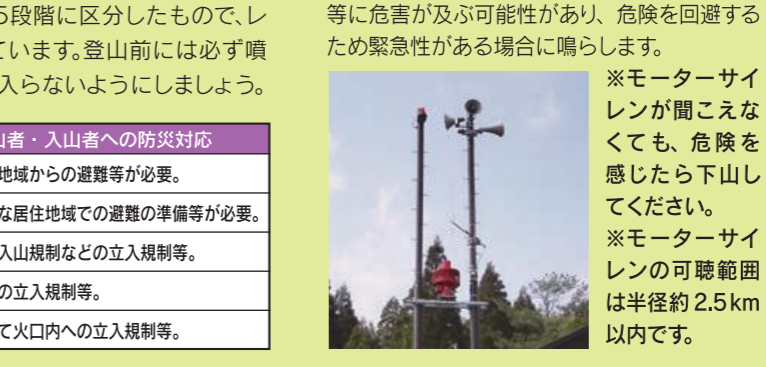 ５段階に区分したもので、レ
ています。登山前には必ず噴
入らないようにしましょう。
山者・入山者への防災対応
地域からの避難等が必要。
な居住地域での避難の準備等が必要。
入山規制などの立入規制等。
の立入規制等。
て火口内への立入規制等。
等に危害が及ぶ可能性があり、危険を回避する
ため緊急性がある場合に鳴らします。
※モーターサイ
レンが聞こえな
くても、危険を
感じたら下山し
てください。
※モーターサイ
レンの可聴範囲
は半径約2.5km
以内です。